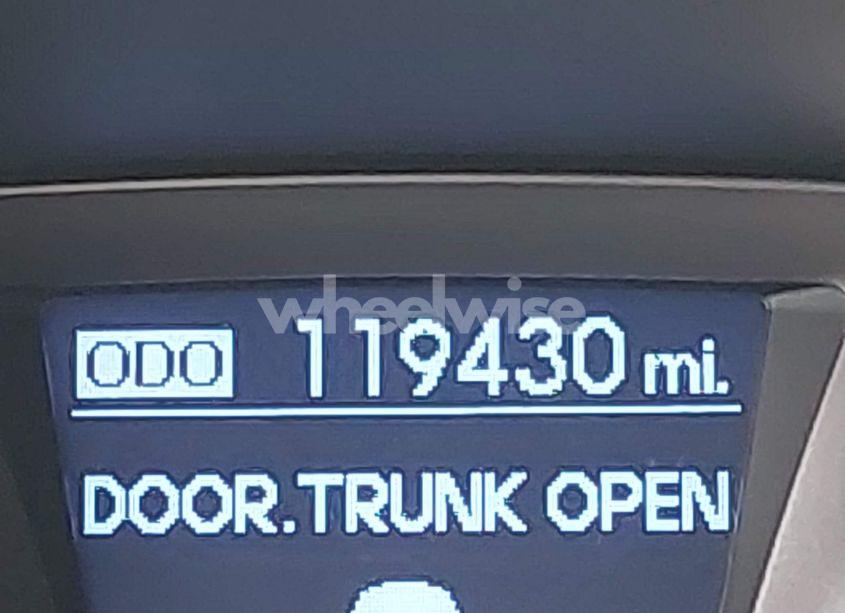 wheelwise
ODO 119430 mi.
DOOR.TRUNK OPEN